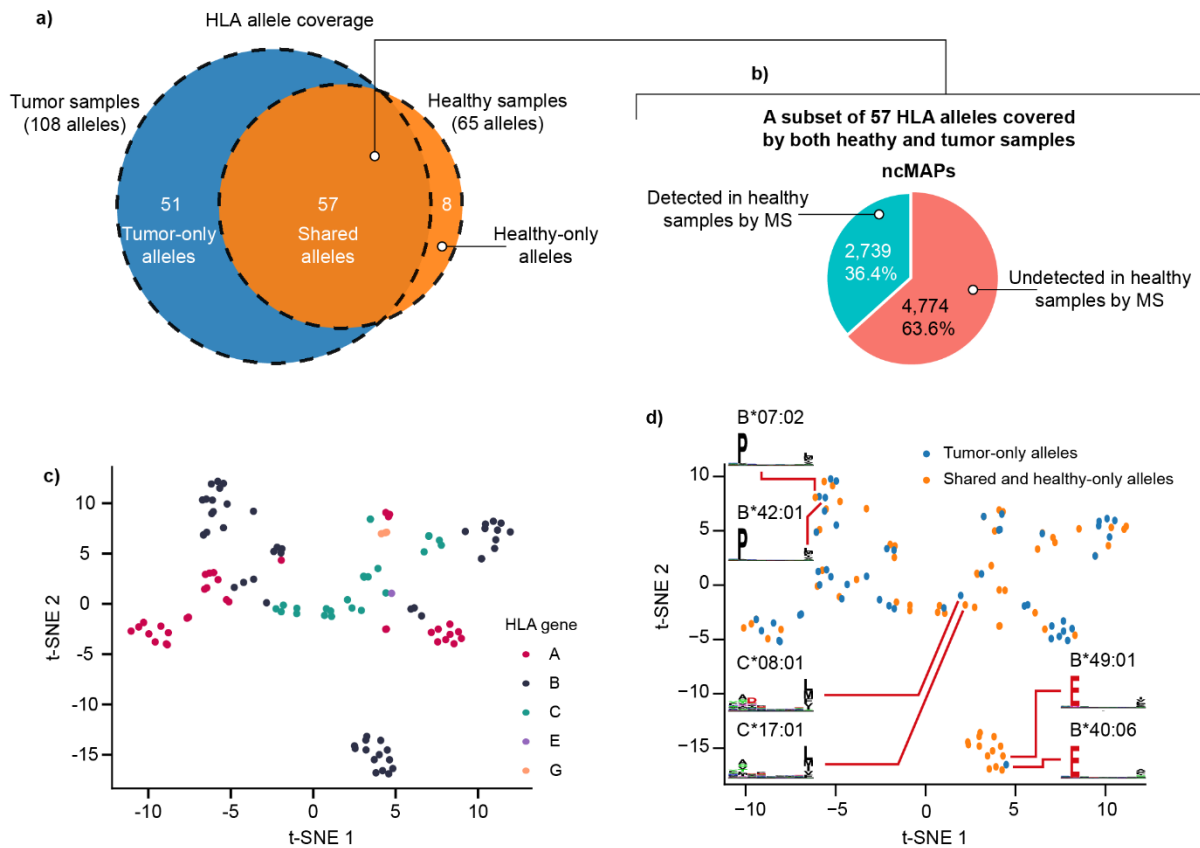 a)
HLA allele coverage
Tumor samples
(108 alleles)
Healthy samples
(65 alleles)
51
Tumor-only
alleles
57
Shared
alleles
8
Healthy-only
alleles
b)
A subset of 57 HLA alleles covered
by both heathy and tumor samples
ncMAPs
Detected in healthy
samples by MS
2,739
36.4%
4,774
63.6%
Undetected in healthy
samples by MS
c)
t-SNE 2
10
5
0
-5
-10
-15
-10
-5
0
5
10
t-SNE 1
HLA gene
A
B
C
E
G
d)
Tumor-only alleles
Shared and healthy-only alleles
B*07:02
P
B*42:01
P
C*08:01
C*17:01
B*49:01
E
B*40:06
E
t-SNE 2
10
5
0
−5
−10
−15
−10
−5
0
5
10
t-SNE 1